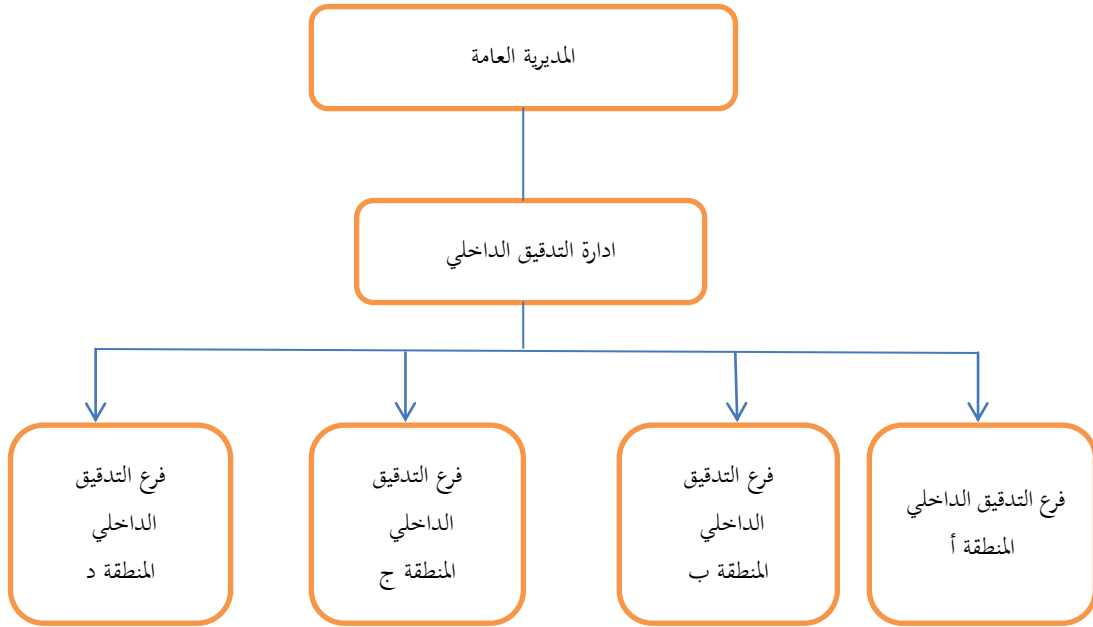 المديرية العامة
ادارة التدقيق الداخلي
فرع التدقيق الداخلي
المنطقة أ
فرع التدقيق
الداخلي
المنطقة ب
فرع التدقيق
الداخلي
المنطقة ج
فرع التدقيق
الداخلي
المنطقة د